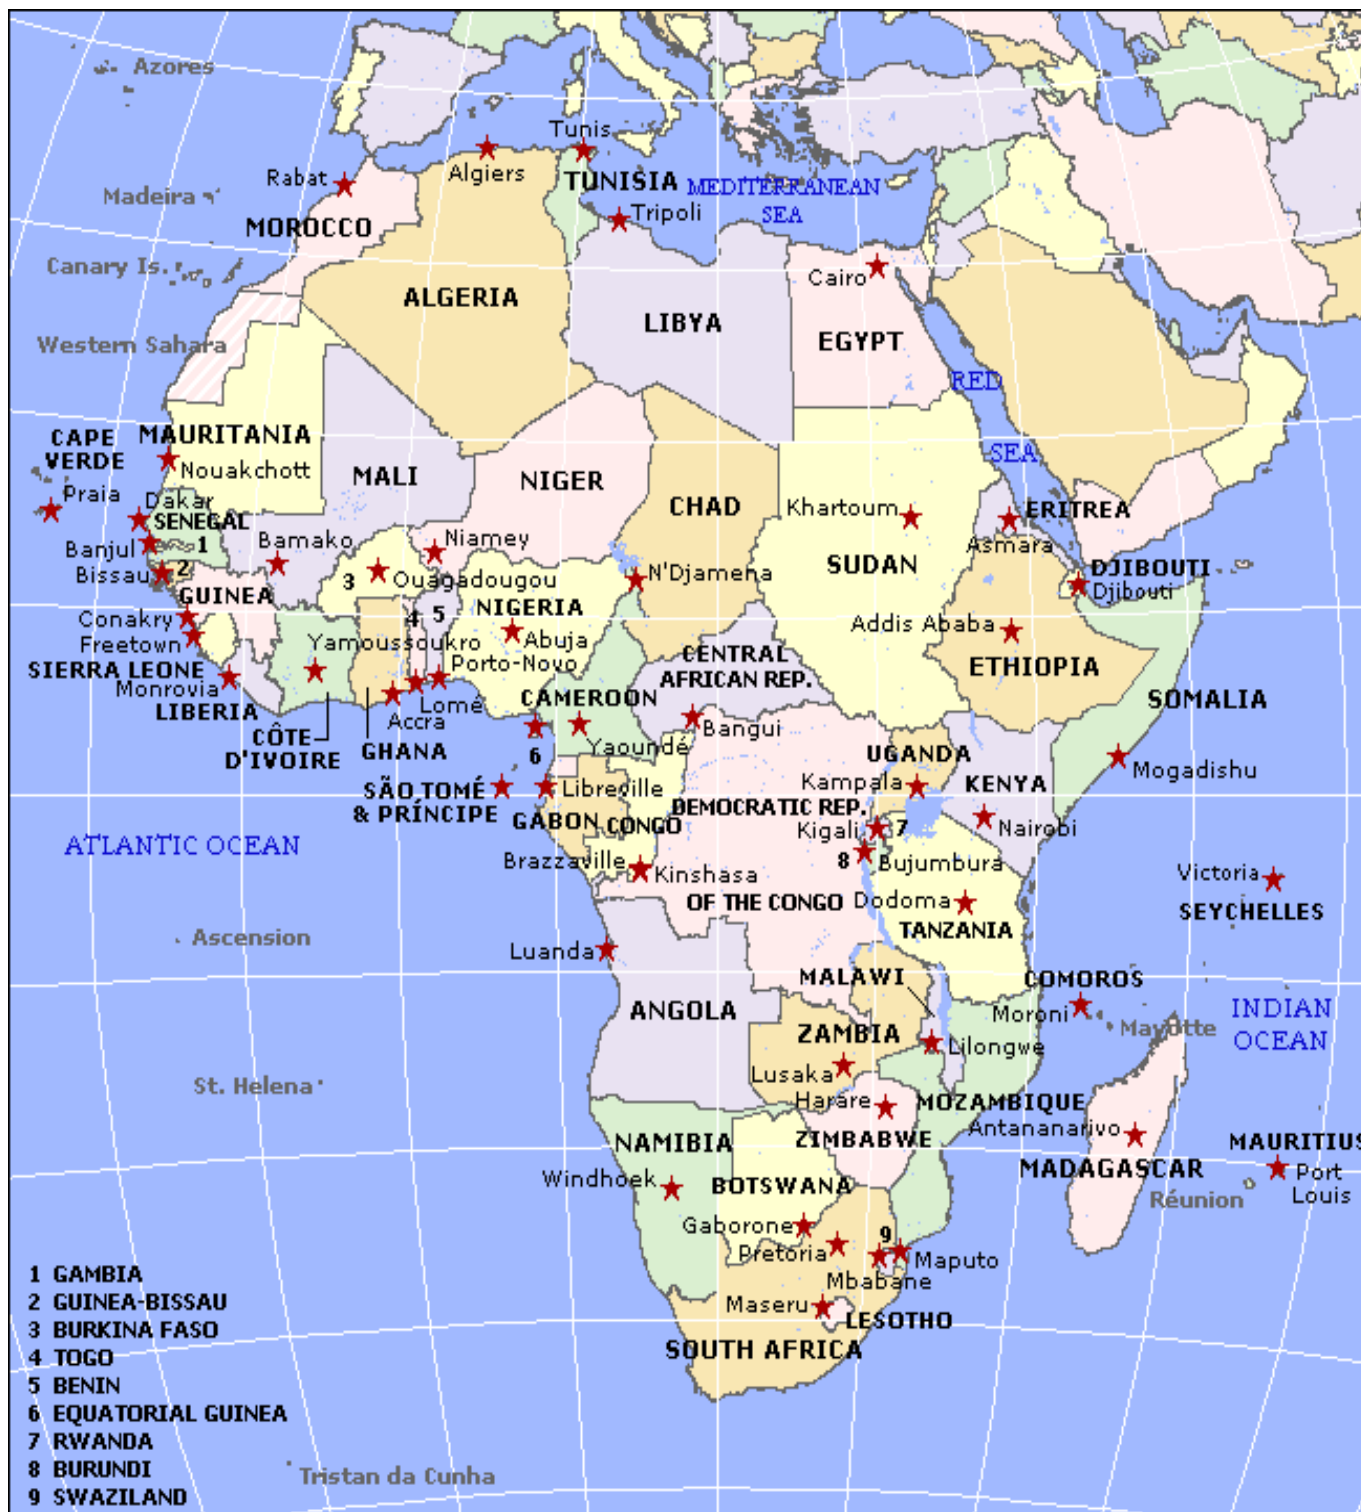 Azores
Tunis
Algiers
Rabat
TUNISIA
MEDITERRANEAN
SEA
Madeira
Tripoli
MOROCCO
Canary Is.
Cairo
ALGERIA
LIBYA
EGYPT
Western Sahara
RED
SEA
CAPE
VERDE
MAURITANIA
Nouakchott
MALI
NIGER
CHAD
Praia
Dakar
SENEGAL
Khartoum
ERITREA
Asmara
Banjul
1
Bamako
Niamey
SUDAN
Bissau
2
3
Ouagadougou
N'Djamena
DJIBOUTI
Djibouti
GUINEA
NIGERIA
Conakry
4
5
Abuja
Addis Ababa
Freetown
Yamoussoukro
SIERRA LEONE
Porto-Novo
CENTRAL
AFRICAN REP.
ETHIOPIA
Monrovia
LIBERIA
Lomé
Accra
CAMEROON
SOMALIA
CÔTE
D'IVOIRE
GHANA
Yaoundé
Bangui
6
UGANDA
Mogadishu
SÃO TOMÉ
& PRÍNCIPE
Libreville
Kampala
KENYA
DEMOCRATIC REP.
OF THE CONGO
GABON
CONGO
Kigali
7
Nairobi
ATLANTIC OCEAN
Brazzaville
Kinshasa
8
Bujumbura
Victoria
SEYCHELLES
Dodoma
TANZANIA
Ascension
Luanda
MALAWI
COMOROS
Moroni
Mayotte
INDIAN
OCEAN
ANGOLA
ZAMBIA
Lilongwe
St. Helena
Lusaka
Harare
MOZAMBIQUE
Antananarivo
NAMIBIA
ZIMBABWE
MADAGASCAR
MAURITIUS
Port
Louis
Windhoek
BOTSWANA
Réunion
Gaborone
Pretoria
9
Maputo
Mbabane
Maseru
LESOTHO
SOUTH AFRICA
1 GAMBIA
2 GUINEA-BISSAU
3 BURKINA FASO
4 TOGO
5 BENIN
6 EQUATORIAL GUINEA
7 RWANDA
8 BURUNDI
9 SWAZILAND
Tristan da Cunha